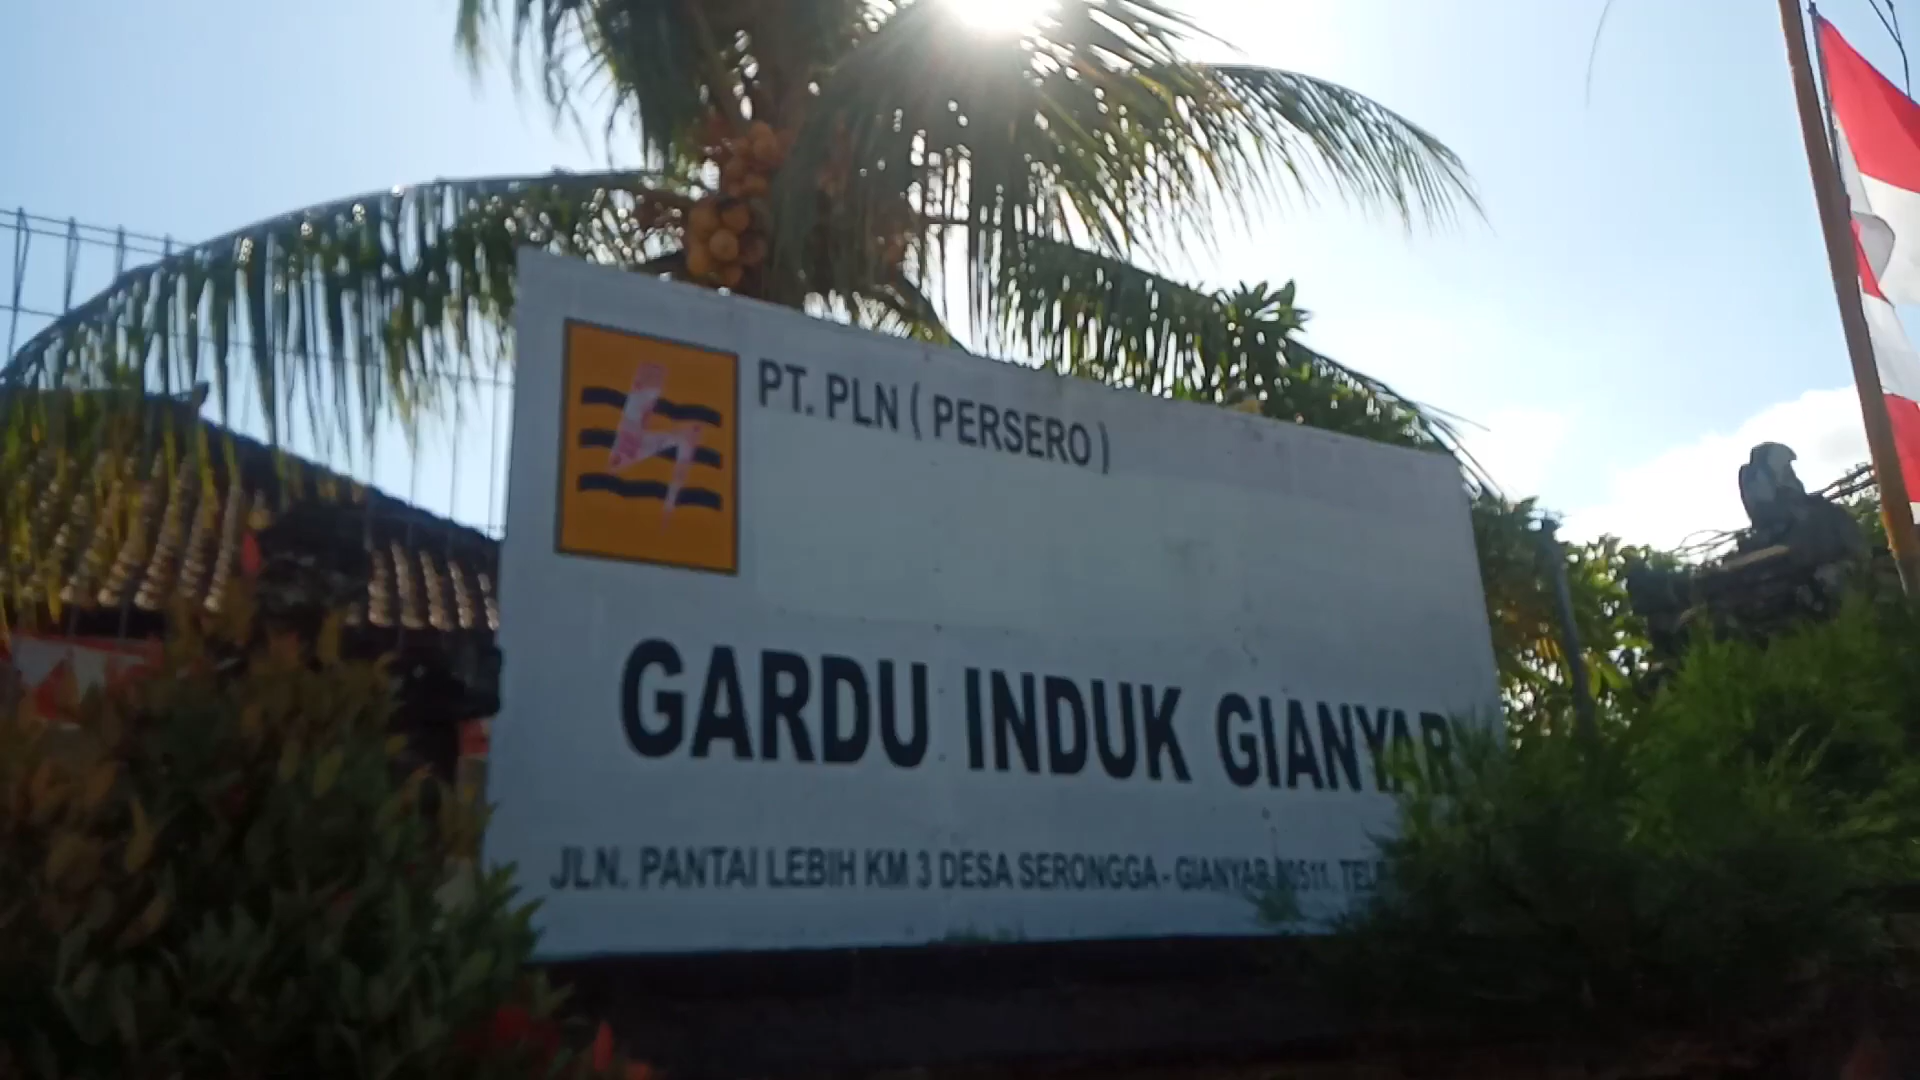 PT. PLN ( PERSERO )
GARDU INDUK GIANYAR
JLN. PANTAI LEBIH KM 3 DESA SERONGGA - GIANYAR